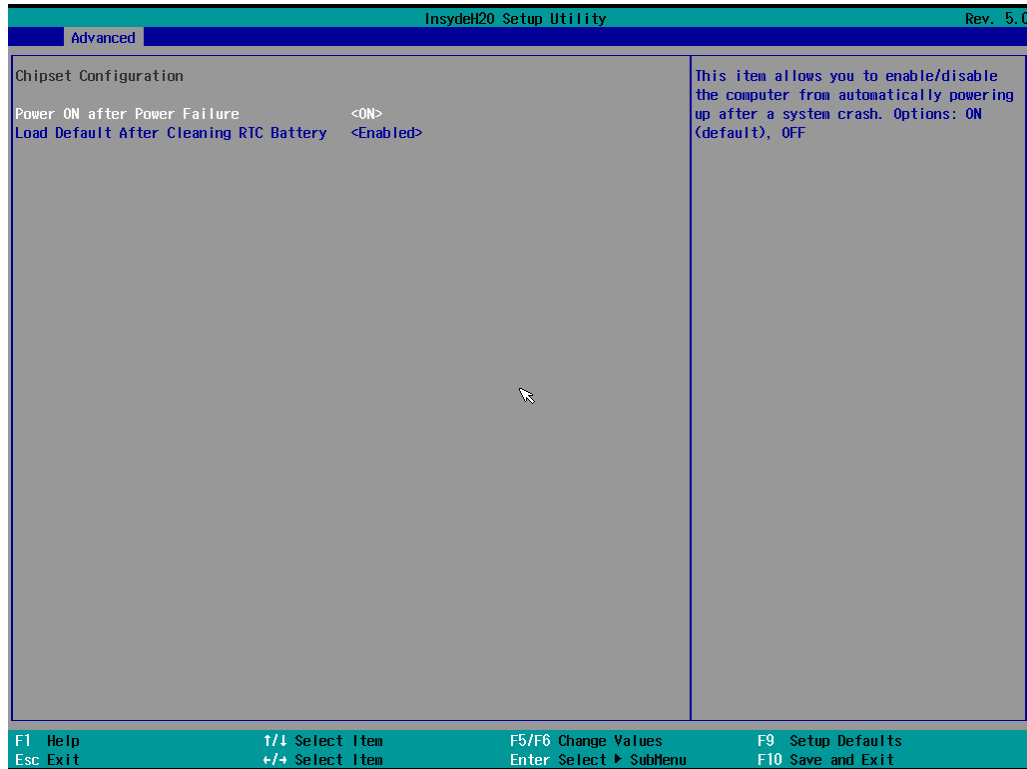 InsydeH20 Setup Utility Rev. 5.0
Advanced
Chipset Configuration
Power ON after Power Failure <ON>
Load Default After Cleaning RTC Battery <Enabled>
This item allows you to enable/disable
the computer from automatically powering
up after a system crash. Options: ON
(default), OFF
F1 Help ↑/↓ Select Item F5/F6 Change Values F9 Setup Defaults
Esc Exit ←/→ Select Item Enter Select ▶ SubMenu F10 Save and Exit